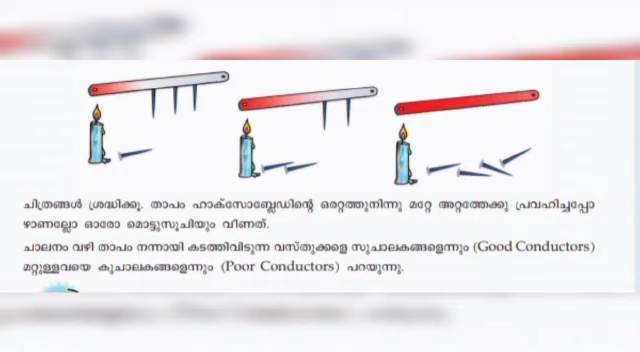 ചിത്രങ്ങൾ ശ്രദ്ധിക്കൂ. താപം ഹാക്സോബ്ലേഡിന്റെ ഒരറ്റത്തുനിന്നു മറ്റേ അറ്റത്തേക്കു പ്രവഹിച്ചപ്പോ
ഴാണല്ലോ ഓരോ മൊട്ടുസൂചിയും വീണത്.
ചാലനം വഴി താപം നന്നായി കടത്തിവിടുന്ന വസ്തുക്കളെ സുചാലകങ്ങളെന്നും (Good Conductors)
മറ്റുള്ളവയെ കുചാലകങ്ങളെന്നും (Poor Conductors) പറയുന്നു.